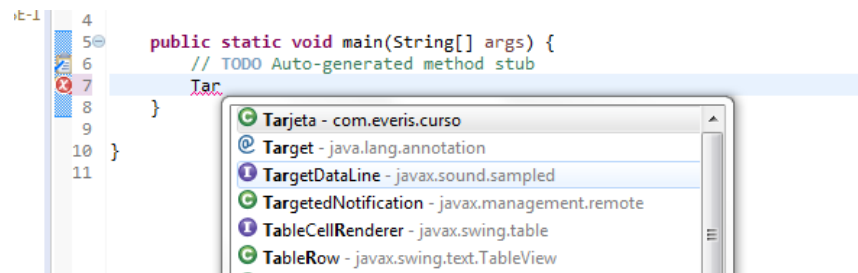 4
5 public static void main(String[] args) {
6 // TODO Auto-generated method stub
7 Tar
8 }
9
10 }
11
Tarjeta - com.everis.curso
Target - java.lang.annotation
TargetDataLine - javax.sound.sampled
TargetedNotification - javax.management.remote
TableCellRenderer - javax.swing.table
TableRow - javax.swing.text.TableView